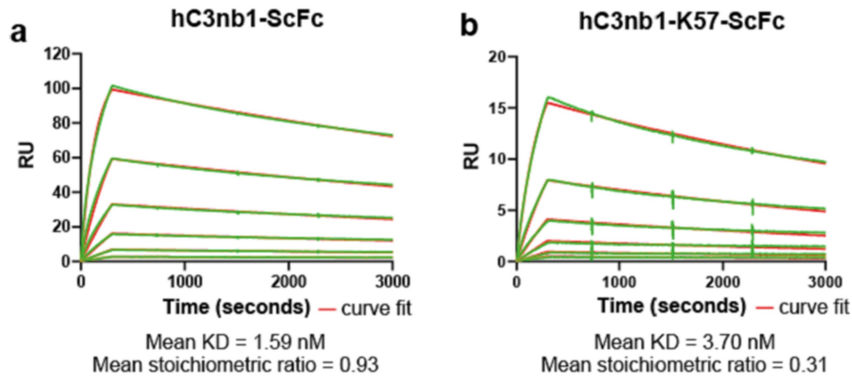 a
hC3nb1-ScFc
120
100
80
60
40
20
0
RU
0
1000
2000
3000
Time (seconds)
curve fit
Mean KD = 1.59 nM
Mean stoichiometric ratio = 0.93
b
hC3nb1-K57-ScFc
20
15
10
5
0
RU
0
1000
2000
3000
Time (seconds)
curve fit
Mean KD = 3.70 nM
Mean stoichiometric ratio = 0.31